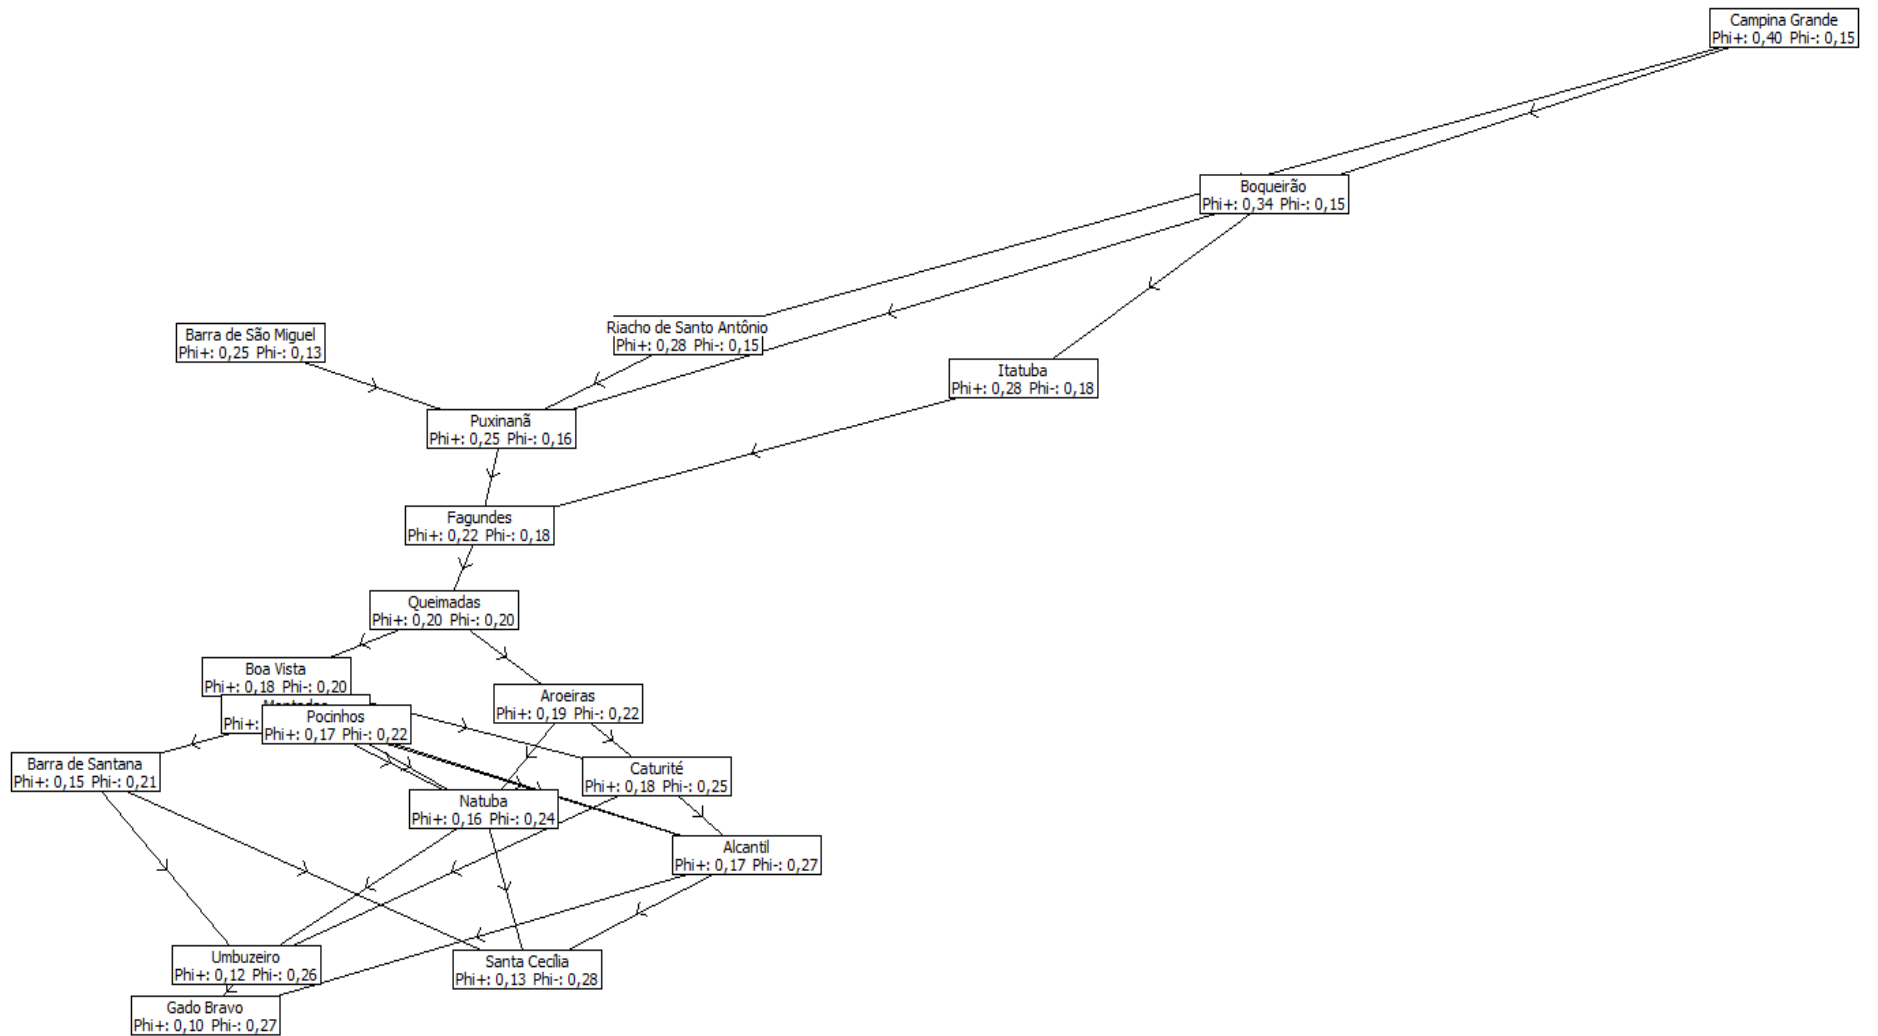 Campina Grande
Phi+: 0,40 Phi-: 0,15
Boqueirão
Phi+: 0,34 Phi-: 0,15
Barra de São Miguel
Phi+: 0,25 Phi-: 0,13
Riacho de Santo Antônio
Phi+: 0,28 Phi-: 0,15
Itatuba
Phi+: 0,28 Phi-: 0,18
Puxinanã
Phi+: 0,25 Phi-: 0,16
Fagundes
Phi+: 0,22 Phi-: 0,18
Queimadas
Phi+: 0,20 Phi-: 0,20
Boa Vista
Phi+: 0,18 Phi-: 0,20
Aroeiras
Phi+: 0,19 Phi-: 0,22
Phi+:
Pocinhos
Phi+: 0,17 Phi-: 0,22
Barra de Santana
Phi+: 0,15 Phi-: 0,21
Caturité
Phi+: 0,18 Phi-: 0,25
Natuba
Phi+: 0,16 Phi-: 0,24
Alcantil
Phi+: 0,17 Phi-: 0,27
Umbuzeiro
Phi+: 0,12 Phi-: 0,26
Santa Cecília
Phi+: 0,13 Phi-: 0,28
Gado Bravo
Phi+: 0,10 Phi-: 0,27